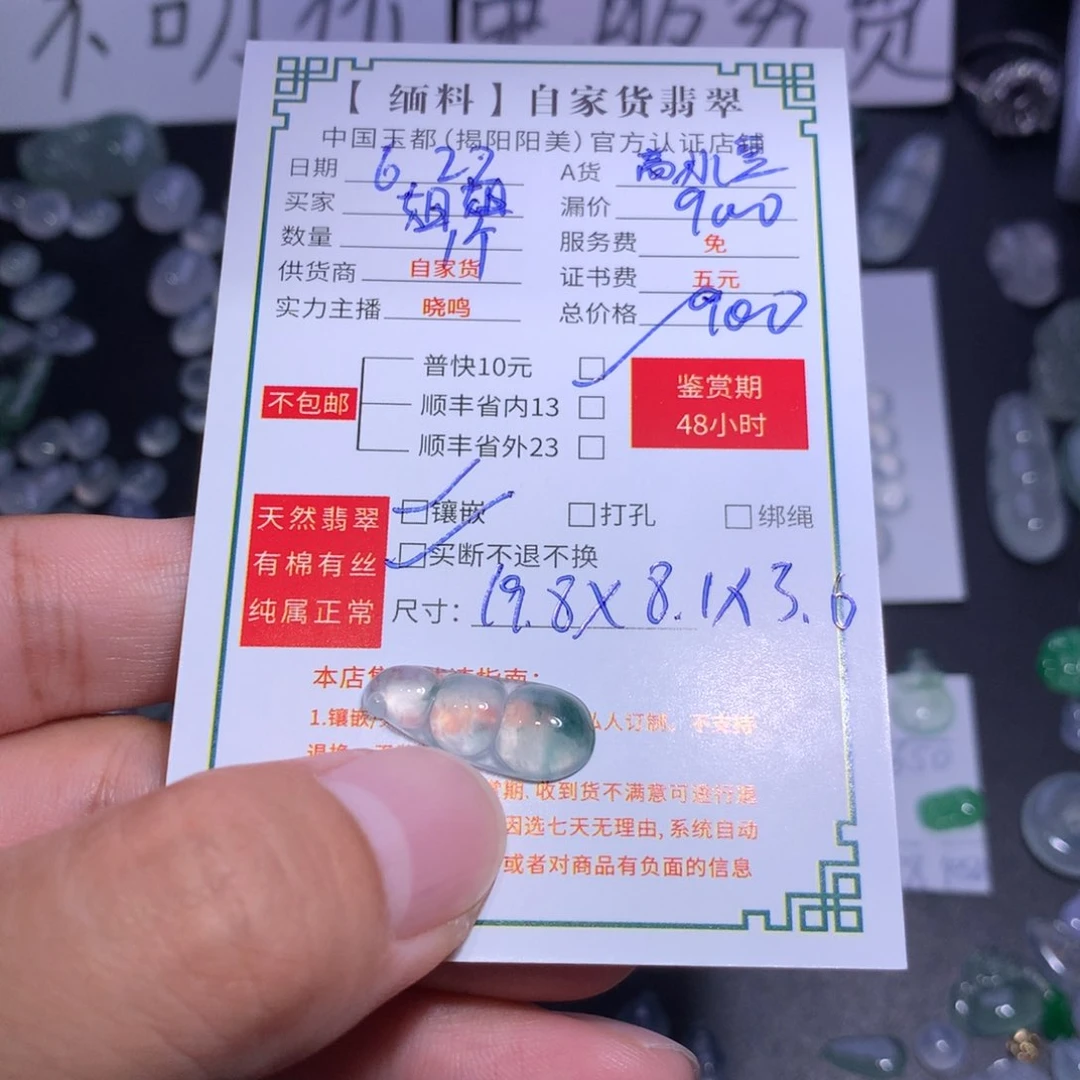 【缅料】自家货翡翠
中国玉都(揭阳阳美)官方认证店铺
日期 6.22 A货
买家 姐姐 漏价 900
数量 1个 服务费 免
供货商 自家货 证书费 五元
实力主播 晓鸣 总价格 900
不包邮
普快10元 □
顺丰省内13 □
顺丰省外23 □
鉴赏期
48小时
天然翡翠
有棉有丝
纯属正常
□镶嵌 □打孔 □绑绳
□买断不退不换
尺寸: 19.8X8.1X3.6
本店
1.镶嵌 私人订制。不支持
退换
期、收到货不满意可进行退
因选七天无理由,系统自动
或者对商品有负面的信息